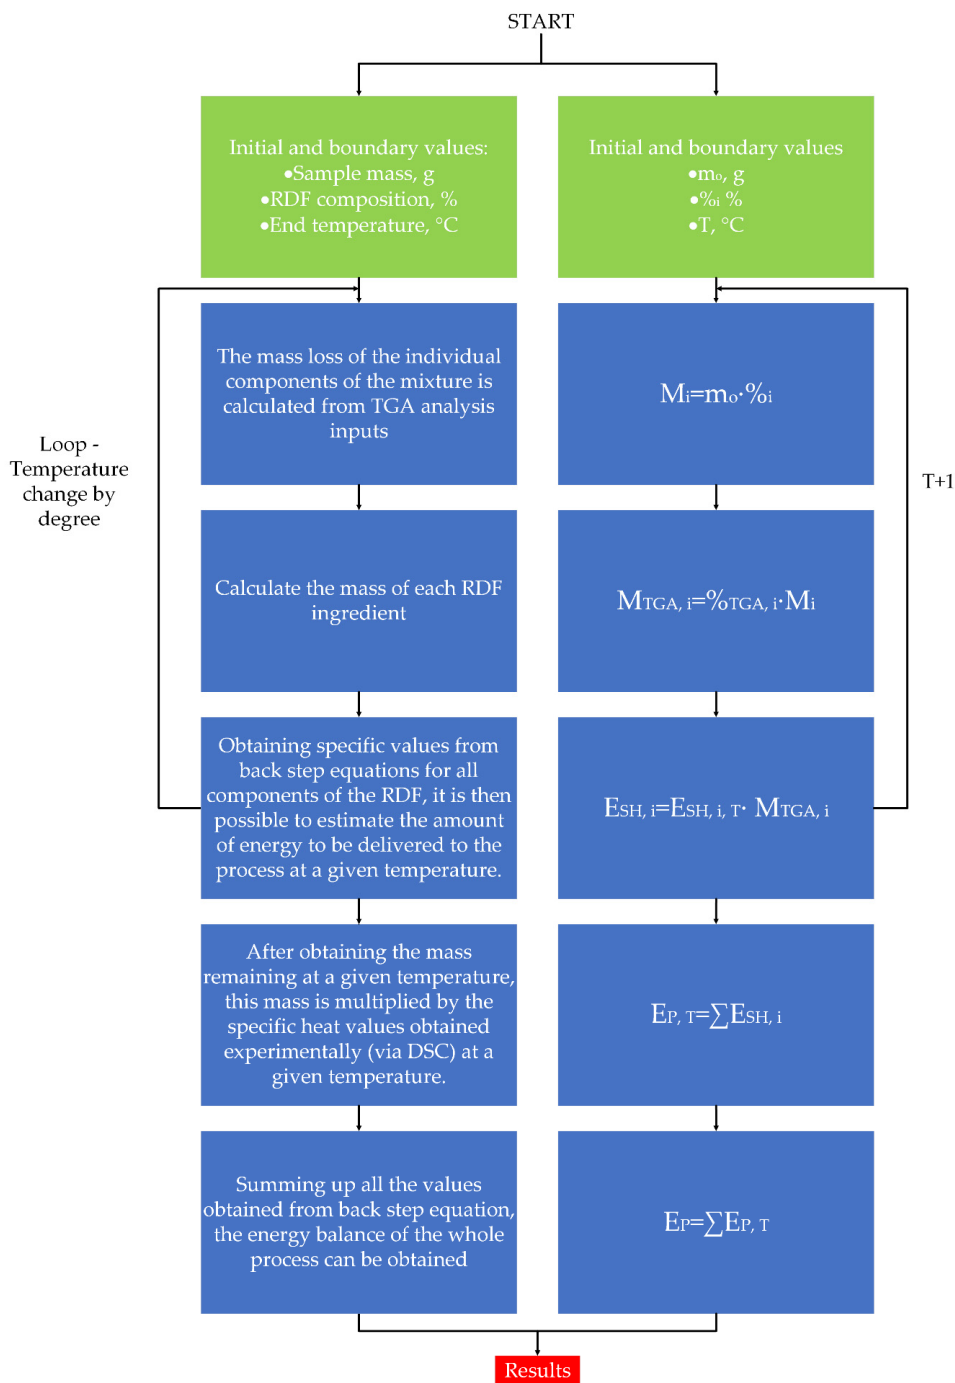 START
Initial and boundary values:
•Sample mass, g
•RDF composition, %
•End temperature, °C
Initial and boundary values
•mₒ, g
•%ᵢ %
•T, °C
The mass loss of the individual
components of the mixture is
calculated from TGA analysis
inputs
Mᵢ=mₒ·%ᵢ
Loop -
Temperature
change by
degree
T+1
Calculate the mass of each RDF
ingredient
MTGA, i=%TGA, i·Mi
Obtaining specific values from
back step equations for all
components of the RDF, it is then
possible to estimate the amount
of energy to be delivered to the
process at a given temperature.
ESH, i=ESH, i, T· MTGA, i
After obtaining the mass
remaining at a given temperature,
this mass is multiplied by the
specific heat values obtained
experimentally (via DSC) at a
given temperature.
EP, T=∑ESH, i
Summing up all the values
obtained from back step equation,
the energy balance of the whole
process can be obtained
EP=∑EP, T
Results